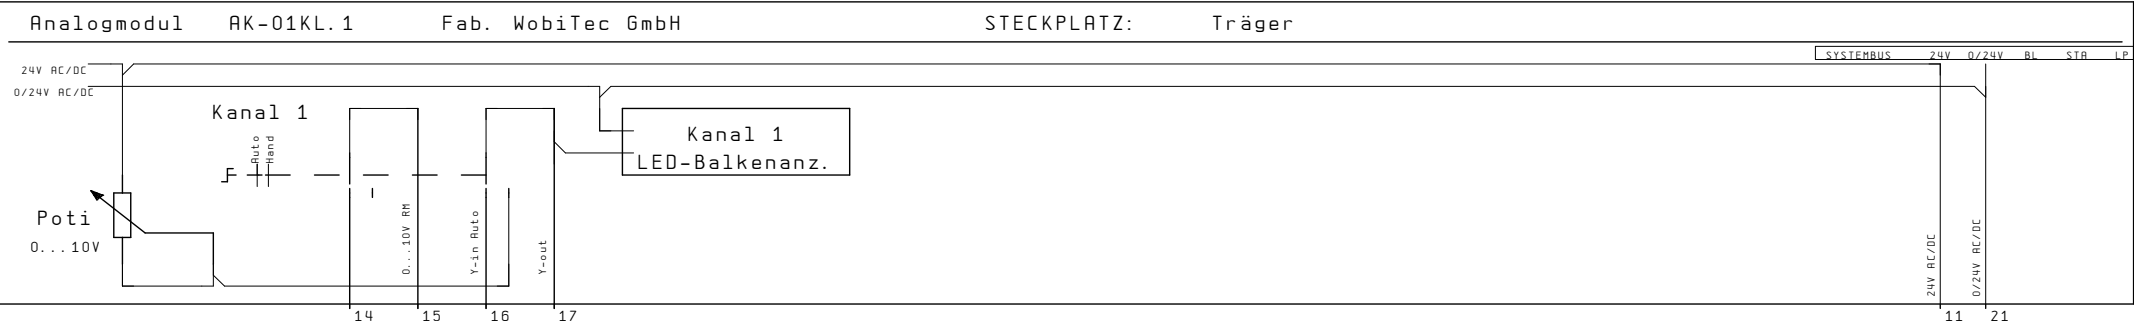 Analogmodul AK-01KL.1 Fab. WobiTec GmbH STECKPLATZ: Träger
SYSTEMBUS 24V 0/24V BL STA LP
24V AC/DC
0/24V AC/DC
Kanal 1
Auto
Hand
Kanal 1
LED-Balkenanz.
Poti
0...10V
0...10V RM
Y-in Auto
Y-out
24V AC/DC
0/24V AC/DC
14 15 16 17 11 21